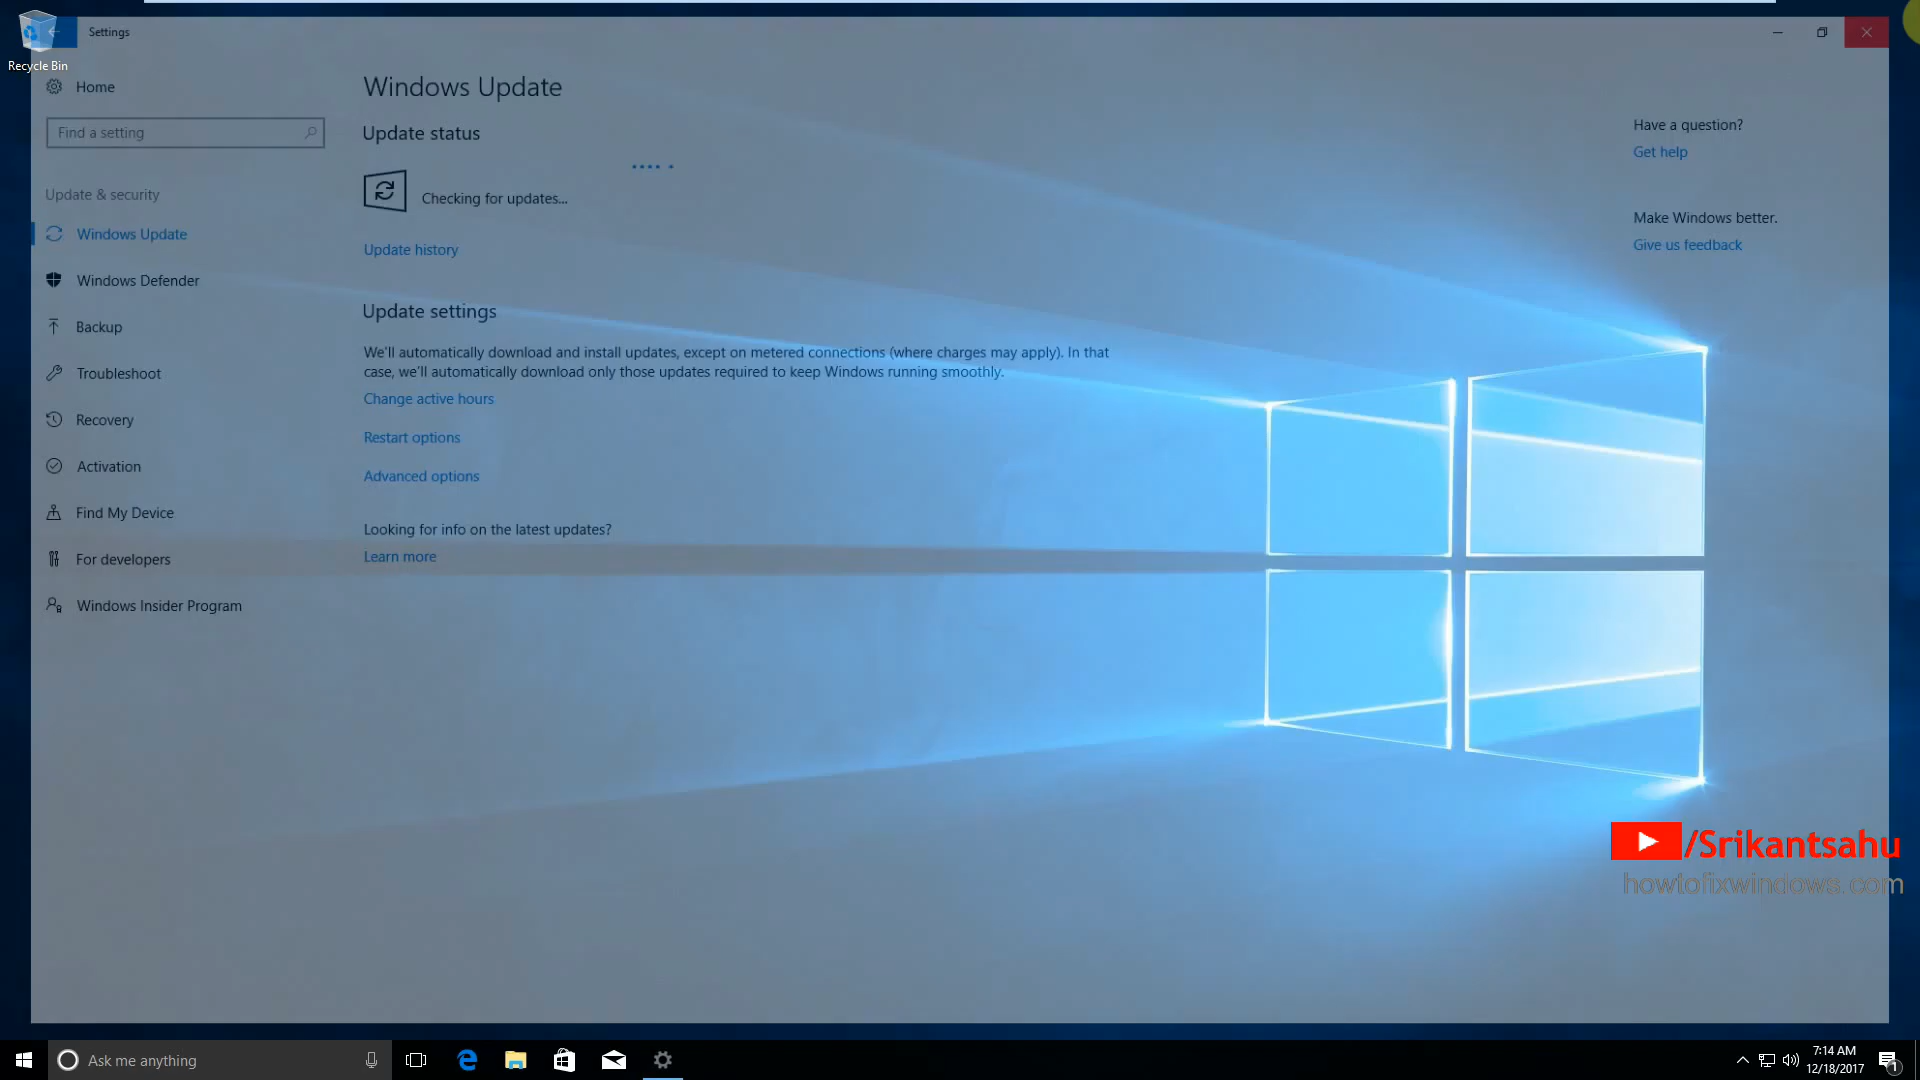 Recycle Bin
Settings
Home
Find a setting
Update & security
Windows Update
Windows Defender
Backup
Troubleshoot
Recovery
Activation
Find My Device
For developers
Windows Insider Program
Windows Update
Update status
Checking for updates...
Update history
Update settings
We'll automatically download and install updates, except on metered connections (where charges may apply). In that
case, we'll automatically download only those updates required to keep Windows running smoothly.
Change active hours
Restart options
Advanced options
Looking for info on the latest updates?
Learn more
Have a question?
Get help
Make Windows better.
Give us feedback
/Srikantsahu
howtofixwindows.com
Ask me anything
7:14 AM
12/18/2017
1